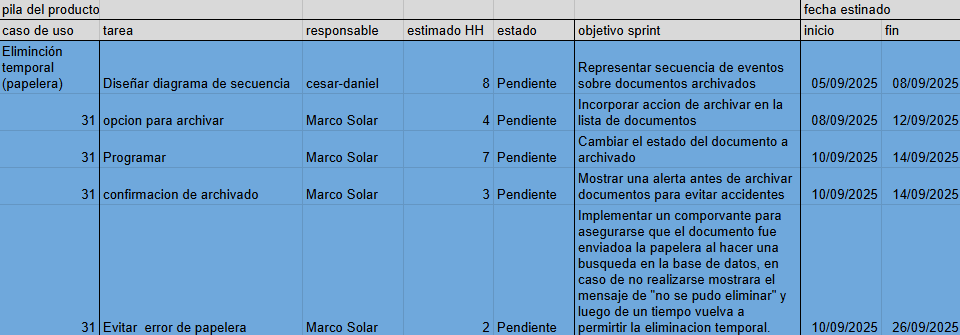 pila del producto fecha estinado
caso de uso tarea responsable estimado HH estado objetivo sprint inicio fin
Eliminción
temporal
(papelera) Diseñar diagrama de secuencia cesar-daniel 8 Pendiente Representar secuencia de eventos
sobre documentos archivados 05/09/2025 08/09/2025
31 opcion para archivar Marco Solar 4 Pendiente Incorporar accion de archivar en la
lista de documentos 08/09/2025 12/09/2025
31 Programar Marco Solar 7 Pendiente Cambiar el estado del documento a
archivado 10/09/2025 14/09/2025
31 confirmacion de archivado Marco Solar 3 Pendiente Mostrar una alerta antes de archivar
documentos para evitar accidentes 10/09/2025 14/09/2025
Implementar un comporvante para
asegurarse que el documento fue
enviadoa la papelera al hacer una
busqueda en la base de datos, en
caso de no realizarse mostrara el
mensaje de "no se pudo eliminar" y
luego de un tiempo vuelva a
31 Evitar  error de papelera Marco Solar 2 Pendiente permirtir la eliminacion temporal. 10/09/2025 26/09/2025